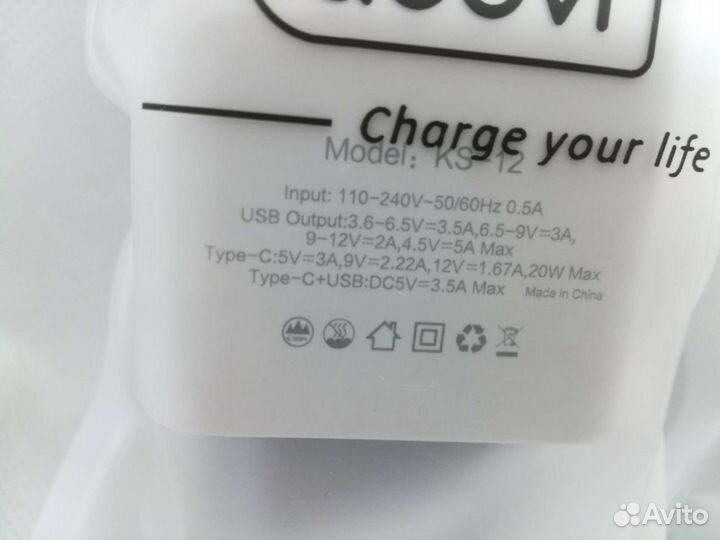 Charge your life
Model: KS-12
Input: 110-240V~50/60Hz 0.5A
USB Output:3.6-6.5V=3.5A,6.5-9V=3A,
9-12V=2A,4.5V=5A Max
Type-C:5V=3A,9V=2.22A,12V=1.67A,20W Max
Type-C+USB:DC5V=3.5A Max Made in China
Avito